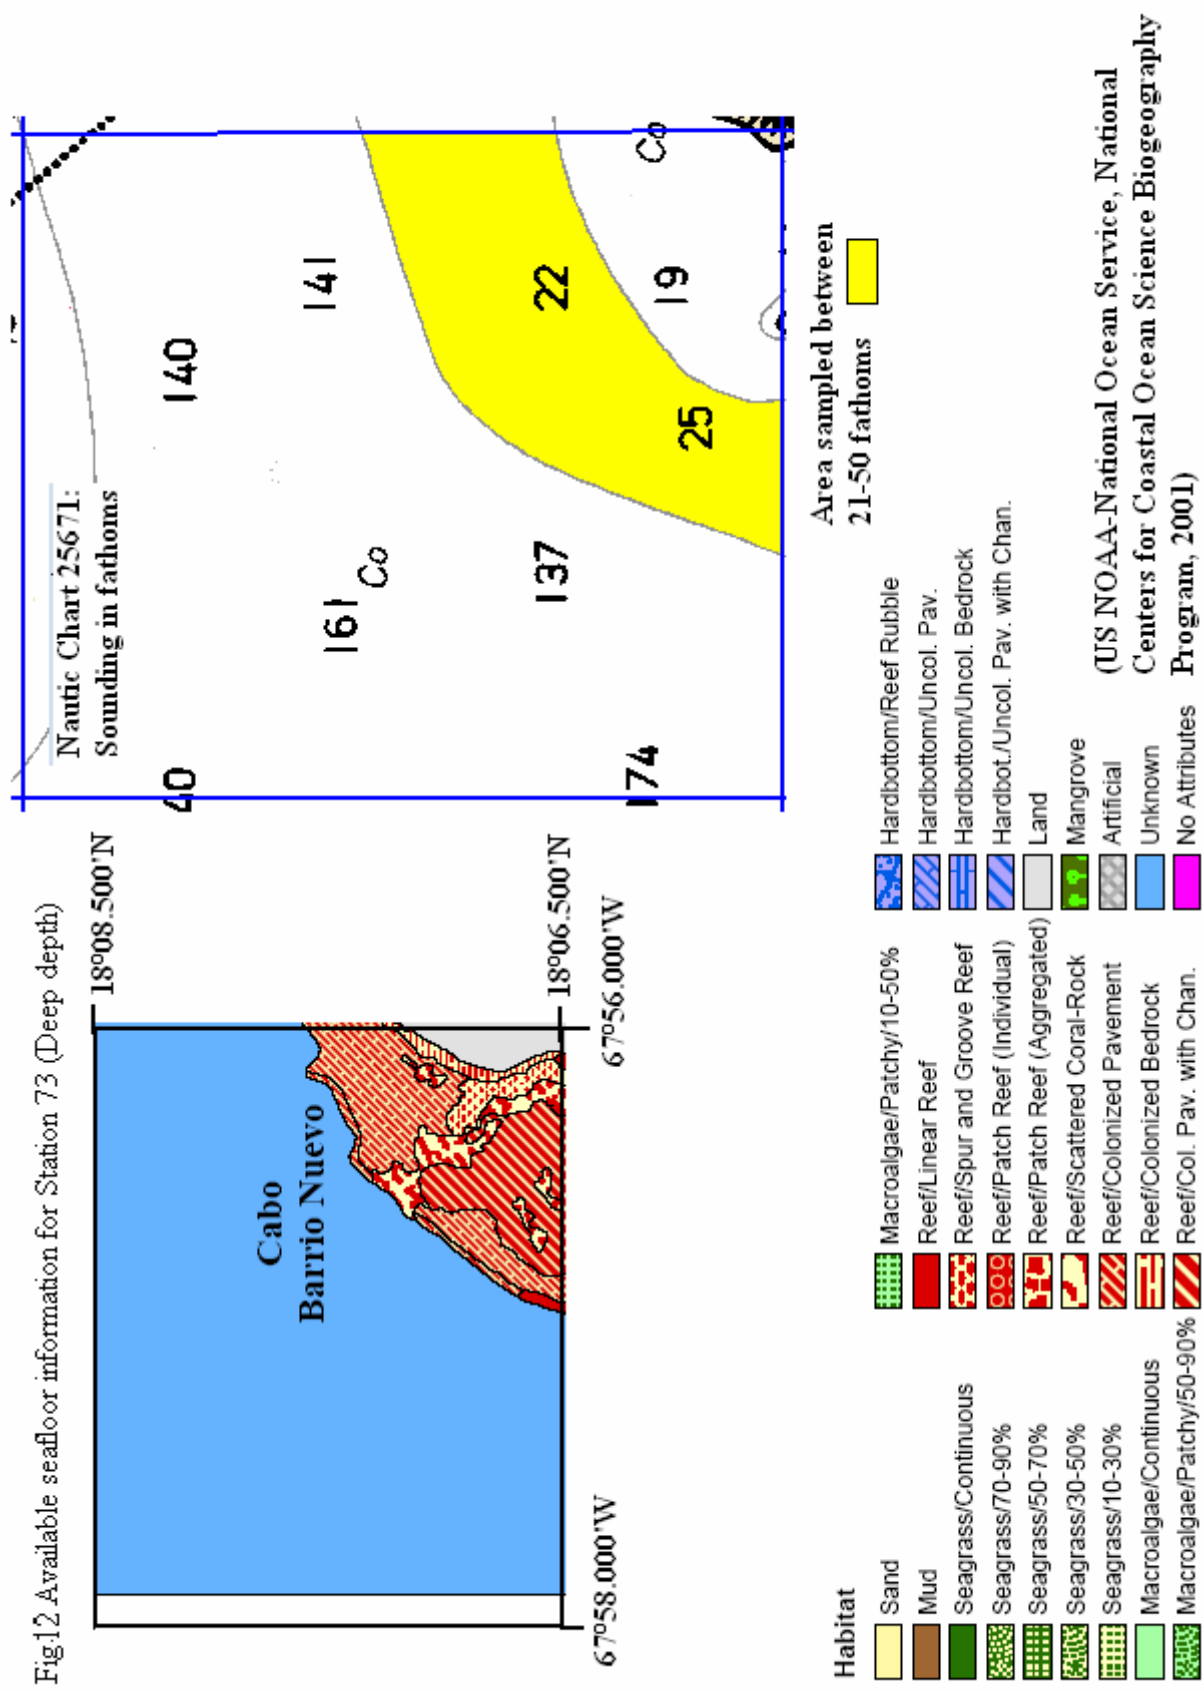 Fig.12 Available seafloor information for Station 73 (Deep depth)
18º08.500'N
Cabo
Barrio Nuevo
18º06.500'N
67º58.000'W
67º56.000'W
Nautic Chart 25671:
Sounding in fathoms
40
140
141
161
Co
137
174
22
25
19
Co
Area sampled between
21-50 fathoms
Habitat
Sand
Mud
Seagrass/Continuous
Seagrass/70-90%
Seagrass/50-70%
Seagrass/30-50%
Seagrass/10-30%
Macroalgae/Continuous
Macroalgae/Patchy/50-90%
Macroalgae/Patchy/10-50%
Reef/Linear Reef
Reef/Spur and Groove Reef
Reef/Patch Reef (Individual)
Reef/Patch Reef (Aggregated)
Reef/Scattered Coral-Rock
Reef/Colonized Pavement
Reef/Colonized Bedrock
Reef/Col. Pav. with Chan.
Hardbottom/Reef Rubble
Hardbottom/Uncol. Pav.
Hardbottom/Uncol. Bedrock
Hardbot./Uncol. Pav. with Chan.
Land
Mangrove
Artificial
Unknown
No Attributes
(US NOAA-National Ocean Service, National
Centers for Coastal Ocean Science Biogeography
Program, 2001)